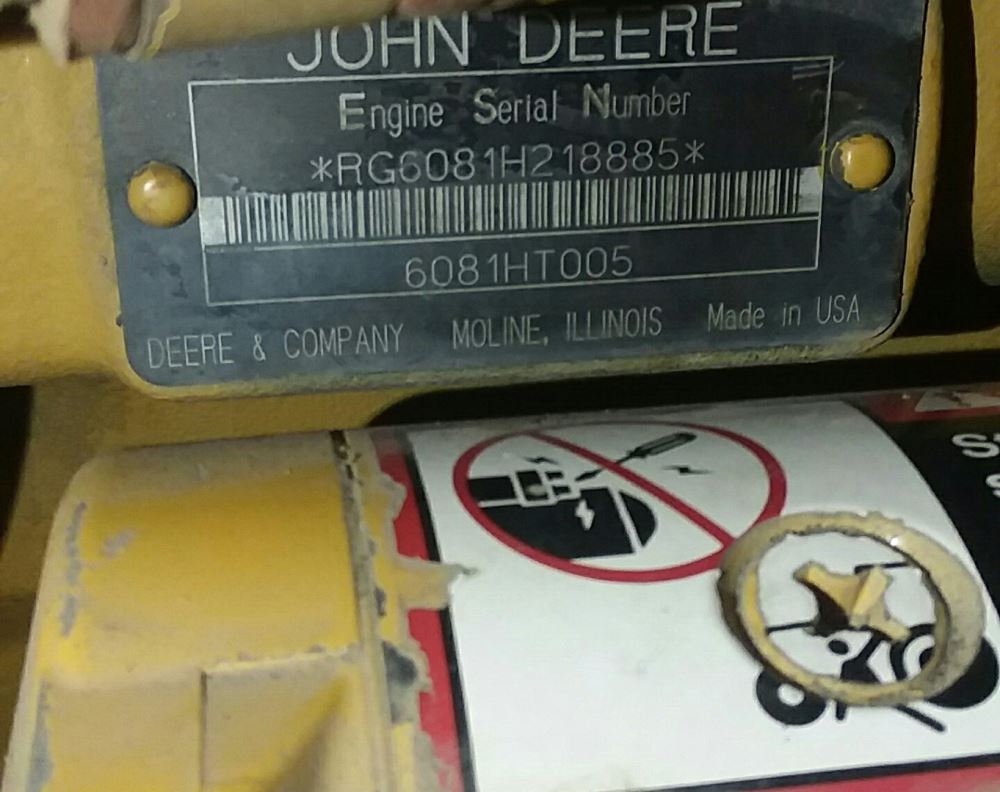 JOHN DEERE
Engine Serial Number
*RG6081H218885*
6081HT005
DEERE & COMPANY MOLINE, ILLINOIS Made in USA